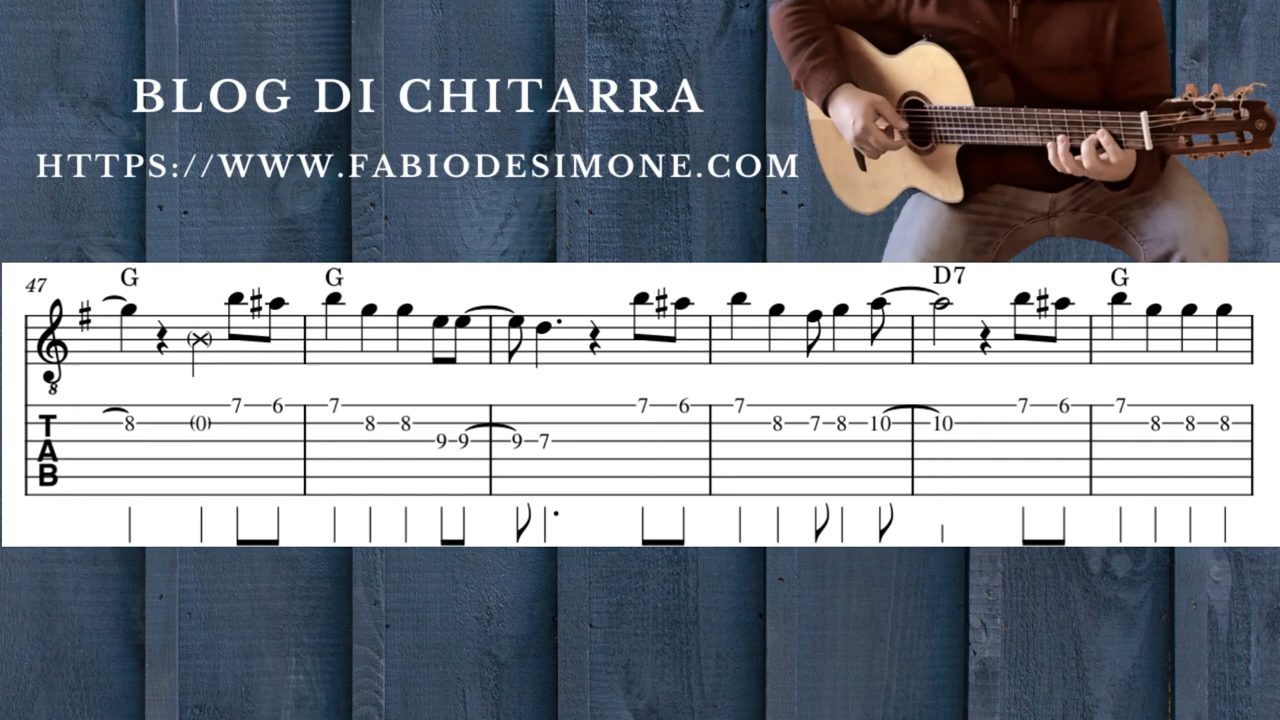 BLOG DI CHITARRA
HTTPS://WWW.FABIODESIMONE.COM
47 G G D7 G
8
8 (0) 7 6 7 8 8 9 9 9 7 7 6 7 8 7 8 10 10 7 6 7 8 8 8
T
A
B